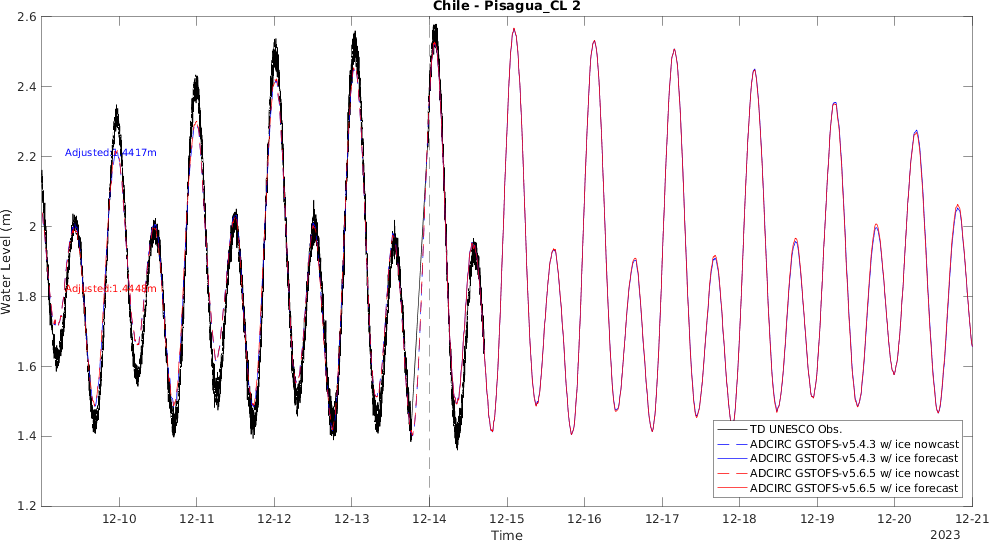 Chile - Pisagua_CL 2
2.6
2.4
2.2
2
1.8
1.6
1.4
1.2
Water Level (m)
Adjusted:1.4417m
Adjusted:1.4448m
TD UNESCO Obs.
ADCIRC GSTOFS-v5.4.3 w/ ice nowcast
ADCIRC GSTOFS-v5.4.3 w/ ice forecast
ADCIRC GSTOFS-v5.6.5 w/ ice nowcast
ADCIRC GSTOFS-v5.6.5 w/ ice forecast
12-10 12-11 12-12 12-13 12-14 12-15 12-16 12-17 12-18 12-19 12-20 12-21
Time
2023